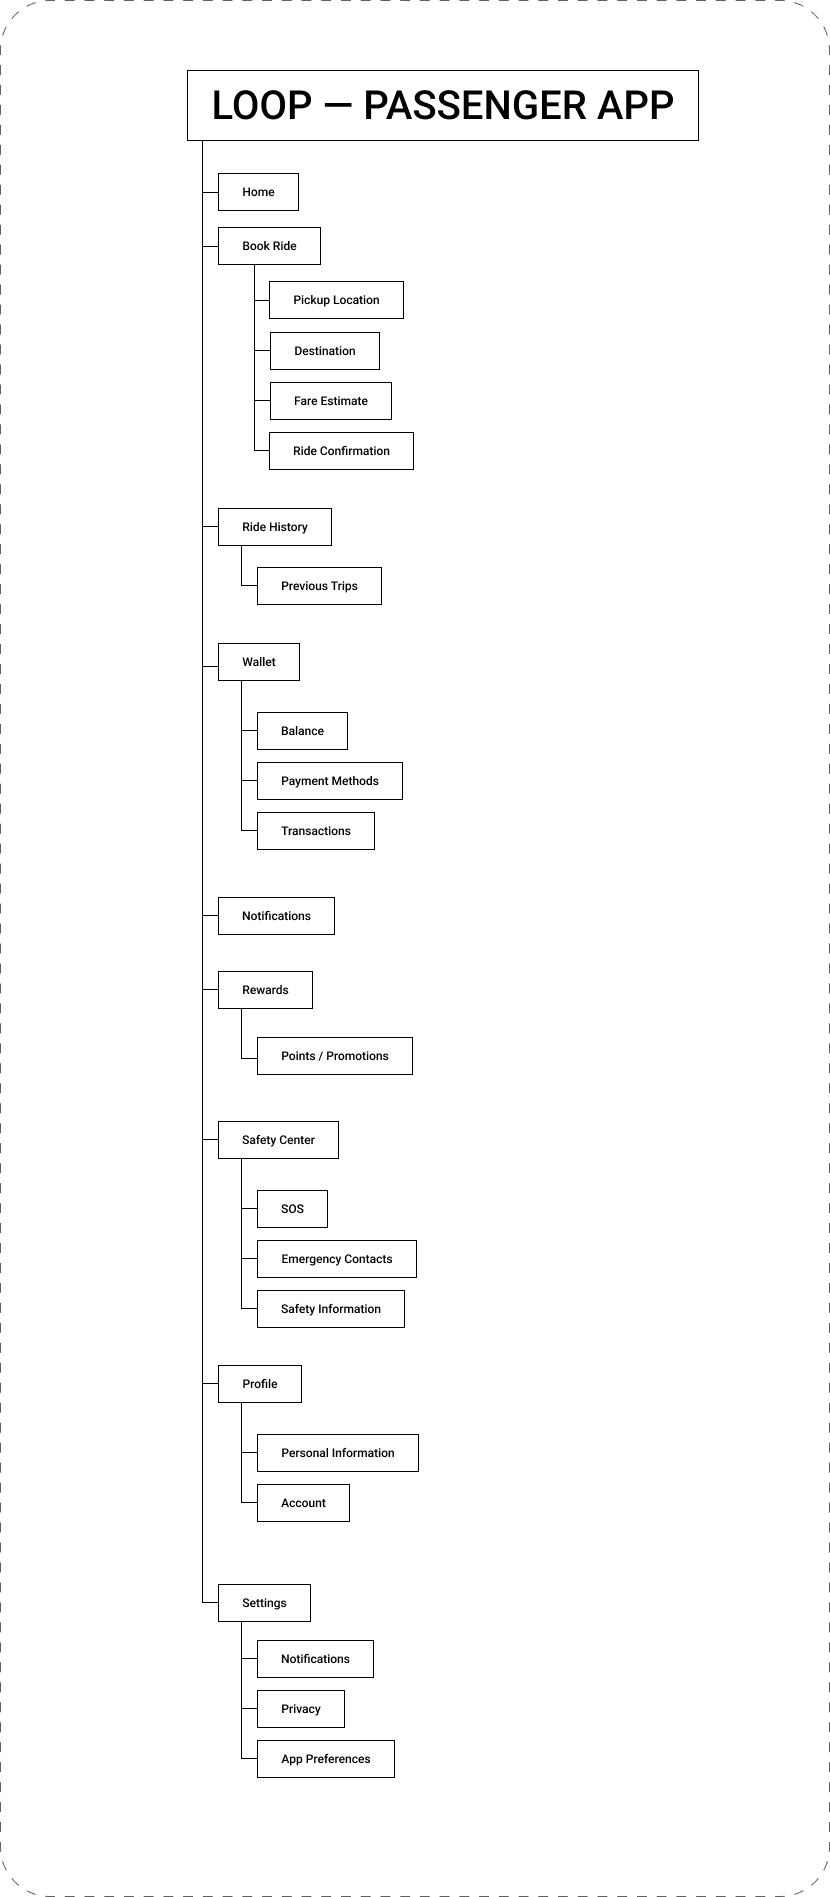 LOOP — PASSENGER APP
Home
Book Ride
Pickup Location
Destination
Fare Estimate
Ride Confirmation
Ride History
Previous Trips
Wallet
Balance
Payment Methods
Transactions
Notifications
Rewards
Points / Promotions
Safety Center
SOS
Emergency Contacts
Safety Information
Profile
Personal Information
Account
Settings
Notifications
Privacy
App Preferences